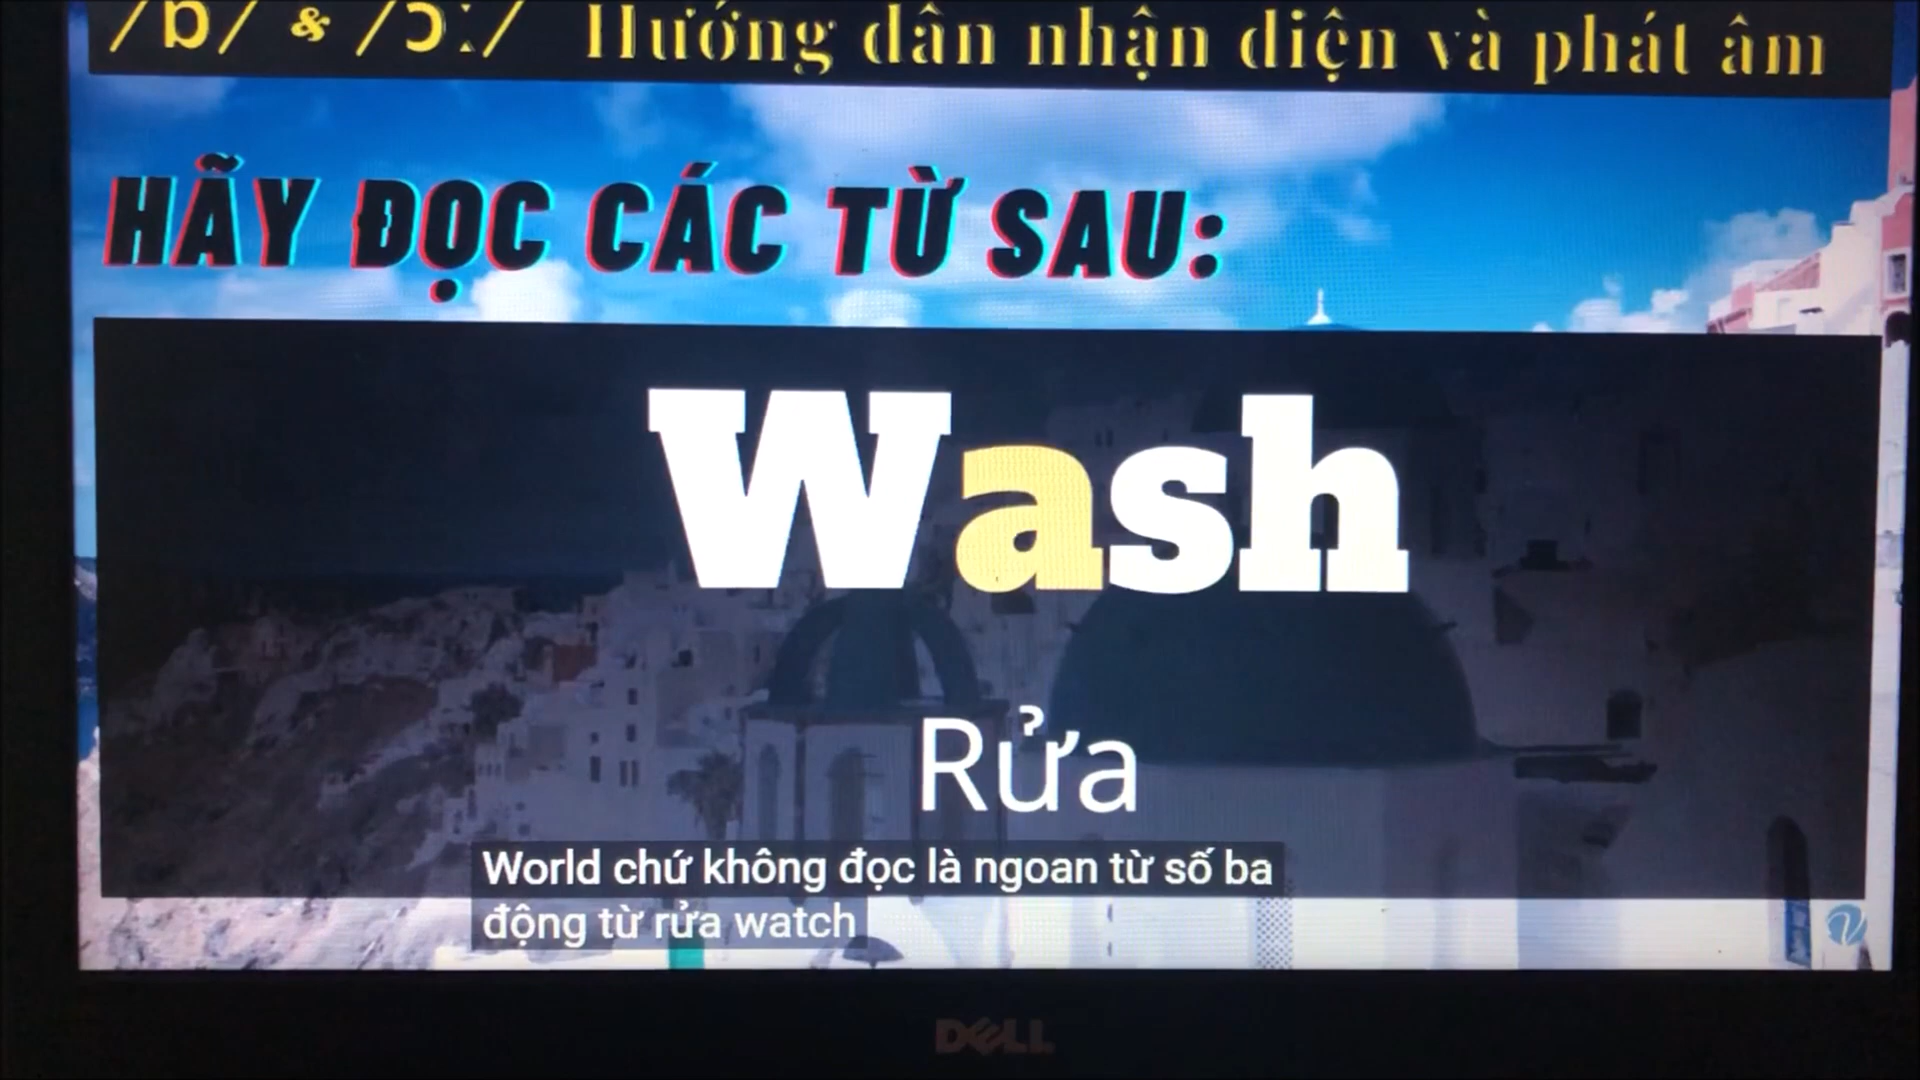 /ɒ/ & /ɔː/ Hướng dẫn nhận diện và phát âm
HÃY ĐỌC CÁC TỪ SAU:
Wash
Rửa
World chứ không đọc là ngoan từ số ba
động từ rửa watch
DELL